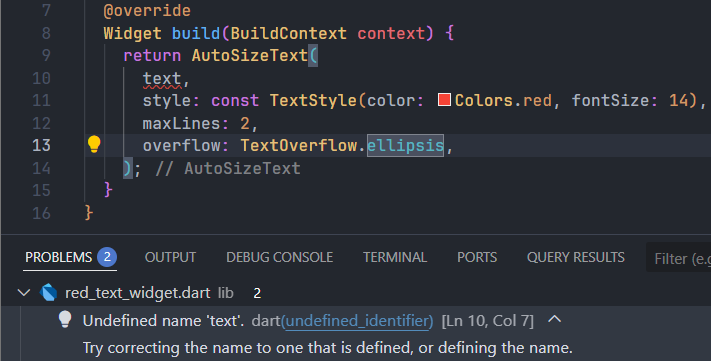 7 @override
8 Widget build(BuildContext context) {
9 return AutoSizeText(
10 text,
11 style: const TextStyle(color: Colors.red, fontSize: 14),
12 maxLines: 2,
13 overflow: TextOverflow.ellipsis,
14 ); // AutoSizeText
15 }
16 }
PROBLEMS 2 OUTPUT DEBUG CONSOLE TERMINAL PORTS QUERY RESULTS Filter (e.g
red_text_widget.dart lib 2
Undefined name 'text'. dart(undefined_identifier) [Ln 10, Col 7]
Try correcting the name to one that is defined, or defining the name.